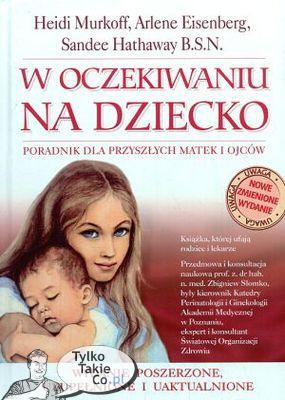 Heidi Murkoff, Arlene Eisenberg,
Sandee Hathaway B.S.N.
W OCZEKIWANIU
NA DZIECKO
PORADNIK DLA PRZYSZŁYCH MATEK I OJCÓW
UWAGA UWAGA UWAGA
NOWE
ZMIENIONE
WYDANIE
Książka, której ufają
rodzice i lekarze
Przedmowa i konsultacja
naukowa prof. z. dr hab.
n. med. Zbigniew Słomko,
były kierownik Katedry
Perinatologii i Ginekologii
Akademii Medycznej
w Poznaniu,
ekspert i konsultant
Światowej Organizacji
Zdrowia
POSZERZONE,
I UAKTUALNIONE
Tylko
Takie
Co.pl